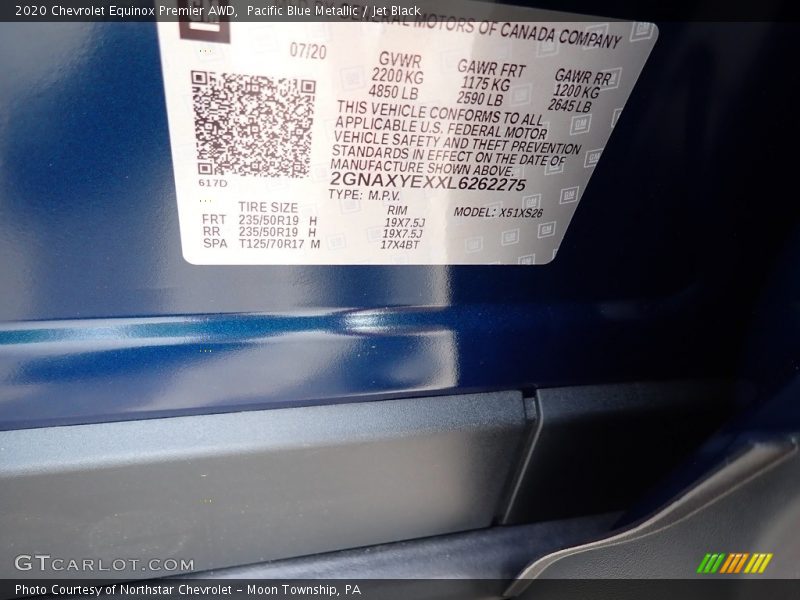 2020 Chevrolet Equinox Premier AWD, Pacific Blue Metallic / Jet Black
BY GENERAL MOTORS OF CANADA COMPANY
07/20
GVWR
2200 KG
4850 LB
GAWR FRT
1175 KG
2590 LB
GAWR RR
1200 KG
2645 LB
THIS VEHICLE CONFORMS TO ALL
APPLICABLE U.S. FEDERAL MOTOR
VEHICLE SAFETY AND THEFT PREVENTION
STANDARDS IN EFFECT ON THE DATE OF
MANUFACTURE SHOWN ABOVE.
617D
2GNAXYEXXL6262275
TYPE: M.P.V.
MODEL: X51XS26
TIRE SIZE RIM
FRT 235/50R19 H 19X7.5J
RR 235/50R19 H 19X7.5J
SPA T125/70R17 M 17X4BT
GTcarlot.com
Photo Courtesy of Northstar Chevrolet – Moon Township, PA